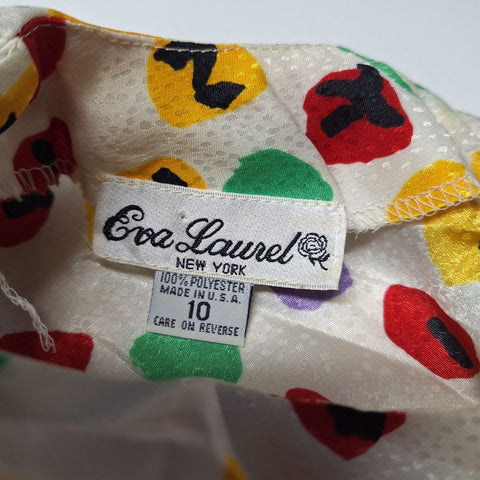 Eva Laurel
NEW YORK
100% POLYESTER
MADE IN U.S.A.
10
CARE ON REVERSE